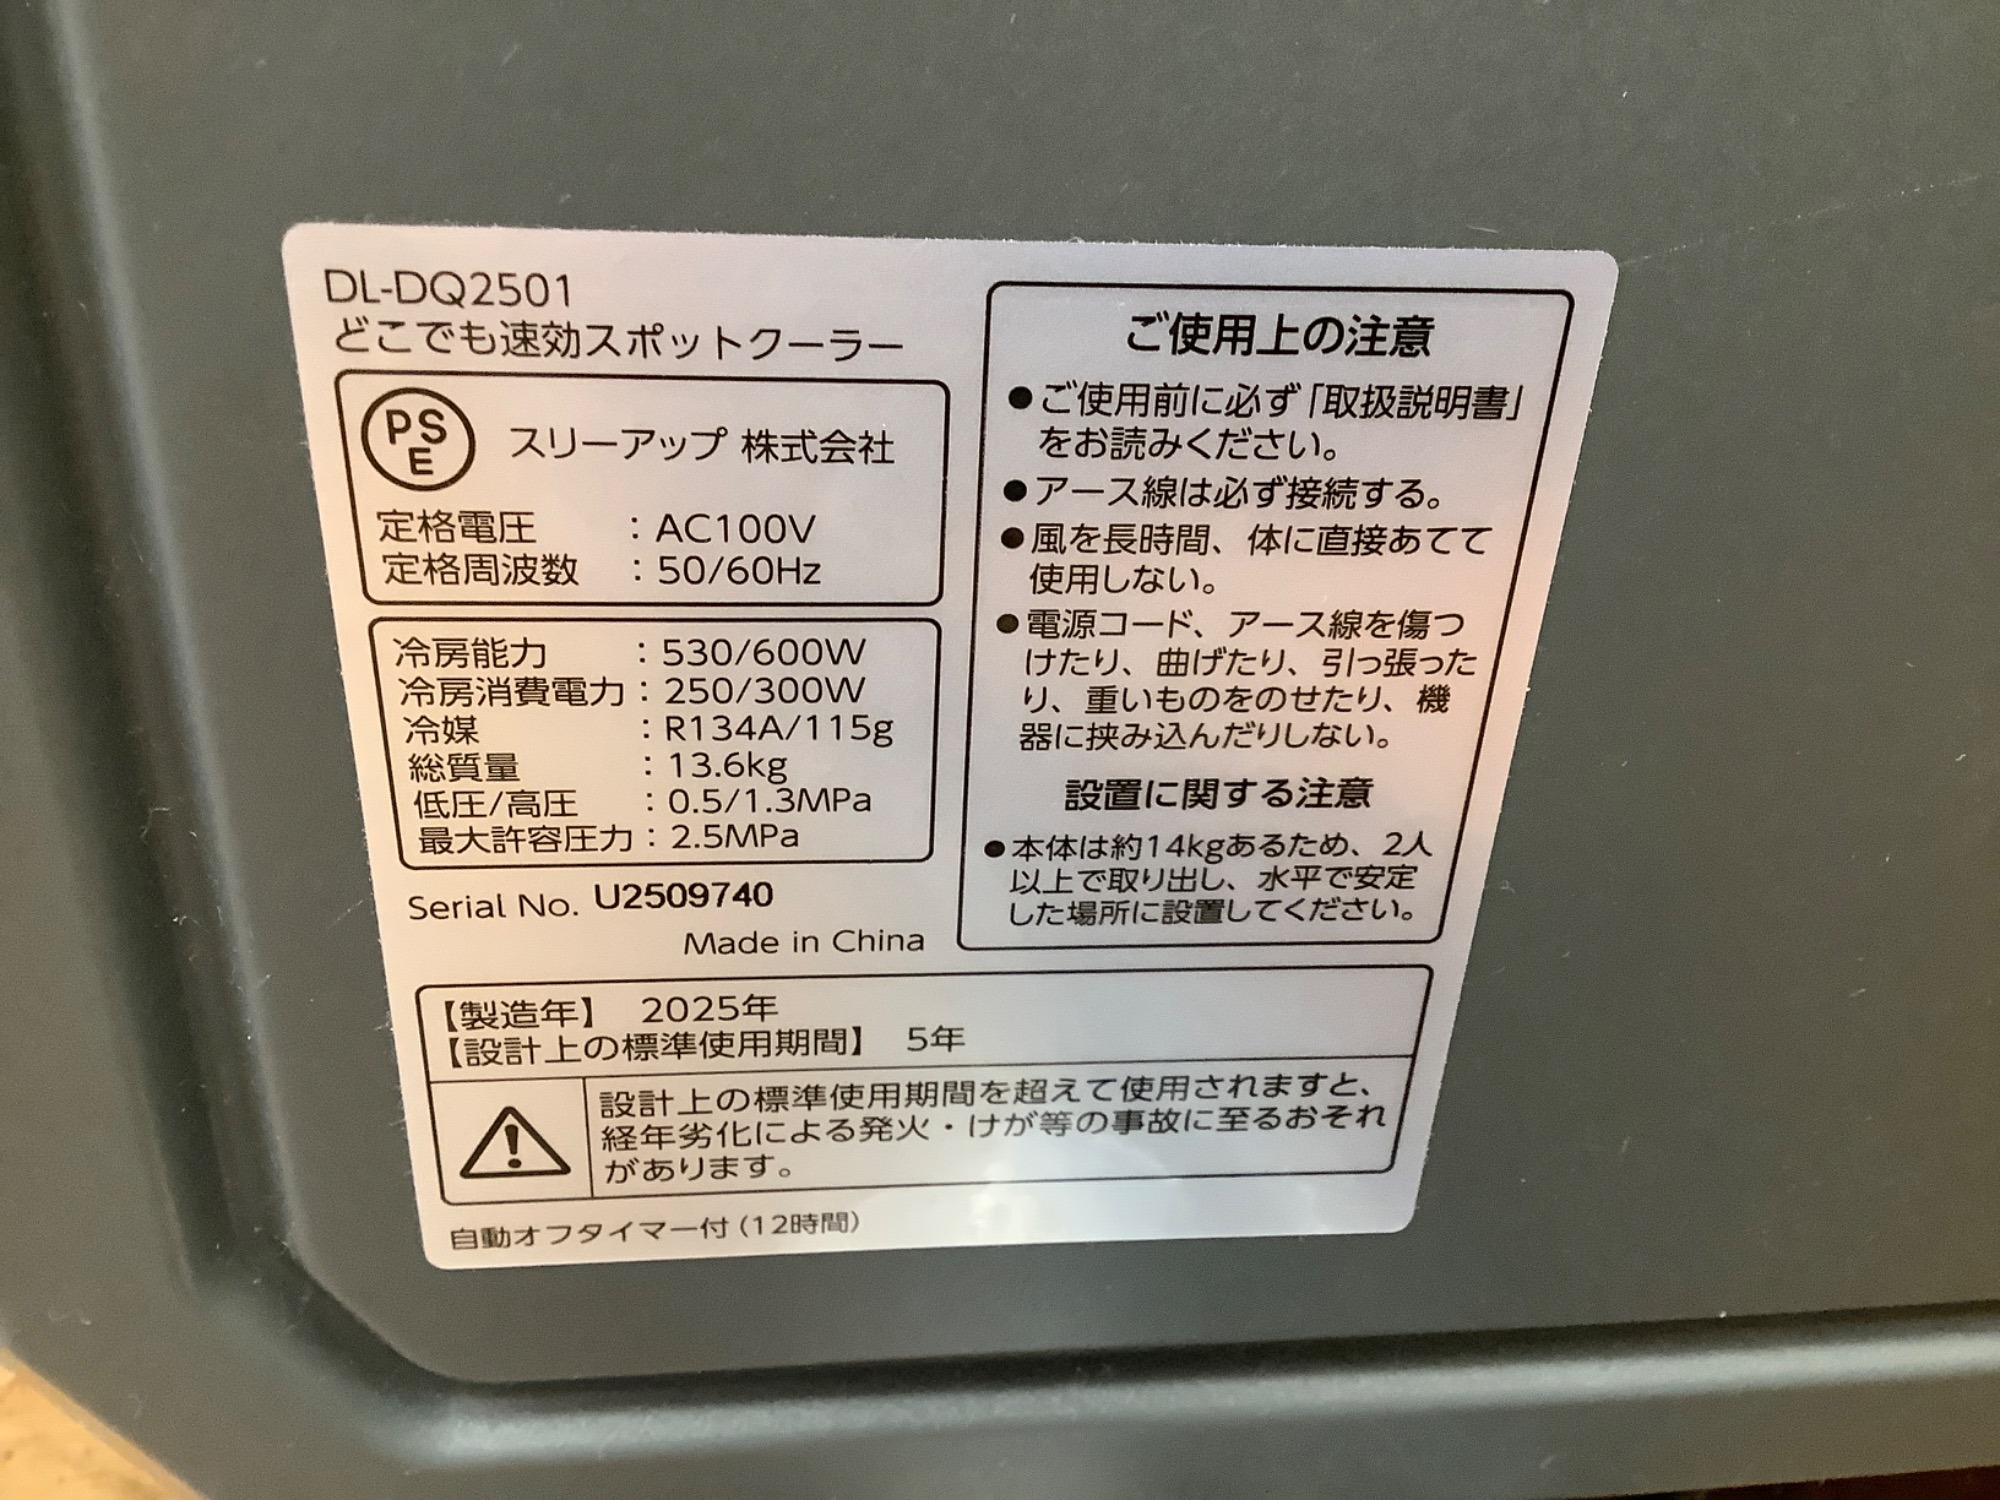 DL-DQ2501
どこでも速効スポットクーラー
PS
E
スリーアップ 株式会社
定格電圧 : AC100V
定格周波数 : 50/60Hz
冷房能力 : 530/600W
冷房消費電力 : 250/300W
冷媒 : R134A/115g
総質量 : 13.6kg
低圧/高圧 : 0.5/1.3MPa
最大許容圧力 : 2.5MPa
Serial No. U2509740
Made in China
ご使用上の注意
●ご使用前に必ず「取扱説明書」
をお読みください。
●アース線は必ず接続する。
●風を長時間、体に直接あてて
使用しない。
●電源コード、アース線を傷つ
けたり、曲げたり、引っ張った
り、重いものをのせたり、機
器に挟み込んだりしない。
設置に関する注意
●本体は約14kgあるため、2人
以上で取り出し、水平で安定
した場所に設置してください。
【製造年】 2025年
【設計上の標準使用期間】 5年
設計上の標準使用期間を超えて使用されますと、
経年劣化による発火・けが等の事故に至るおそれ
があります。
自動オフタイマー付（12時間）